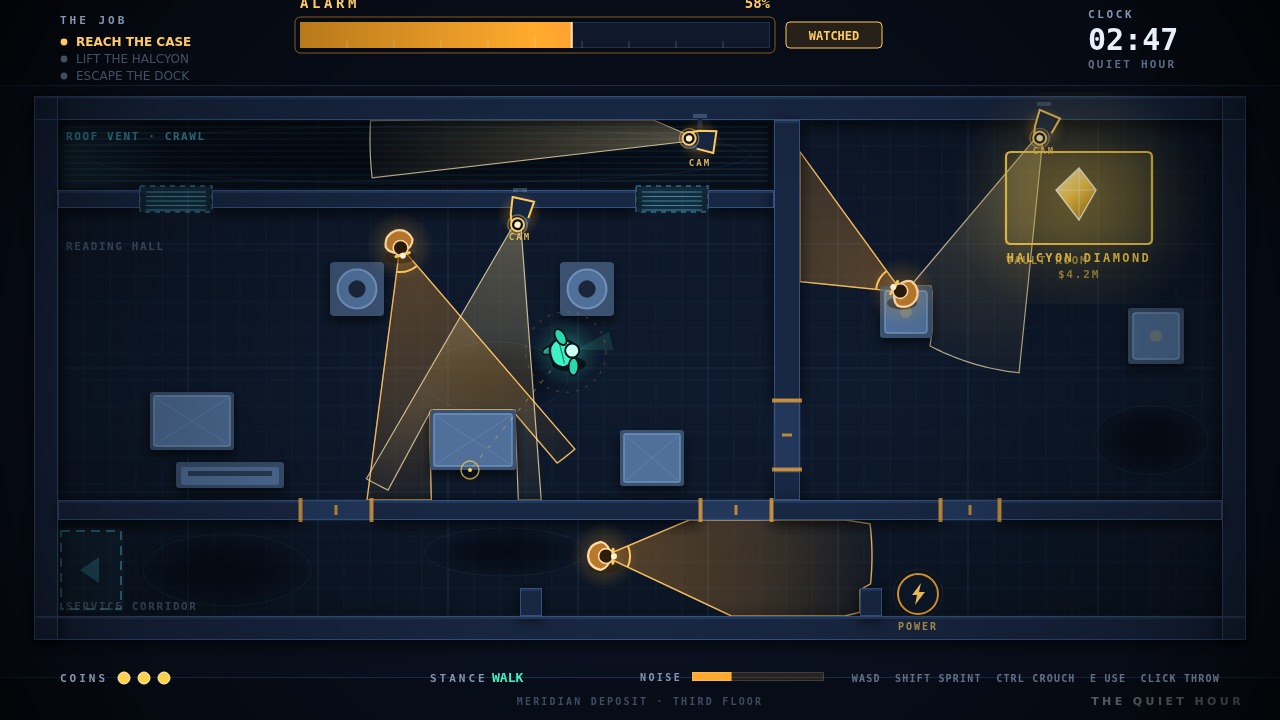 THE JOB
REACH THE CASE
LIFT THE HALCYON
ESCAPE THE DOCK
ALARM
58%
WATCHED
CLOCK
02:47
QUIET HOUR
ROOF VENT · CRAWL
CAM
CAM
CAM
READING HALL
HALCYON DIAMOND
$4.2M
SERVICE CORRIDOR
POWER
COINS
STANCE WALK
NOISE
WASD SHIFT SPRINT CTRL CROUCH E USE CLICK THROW
MERIDIAN DEPOSIT · THIRD FLOOR
THE QUIET HOUR